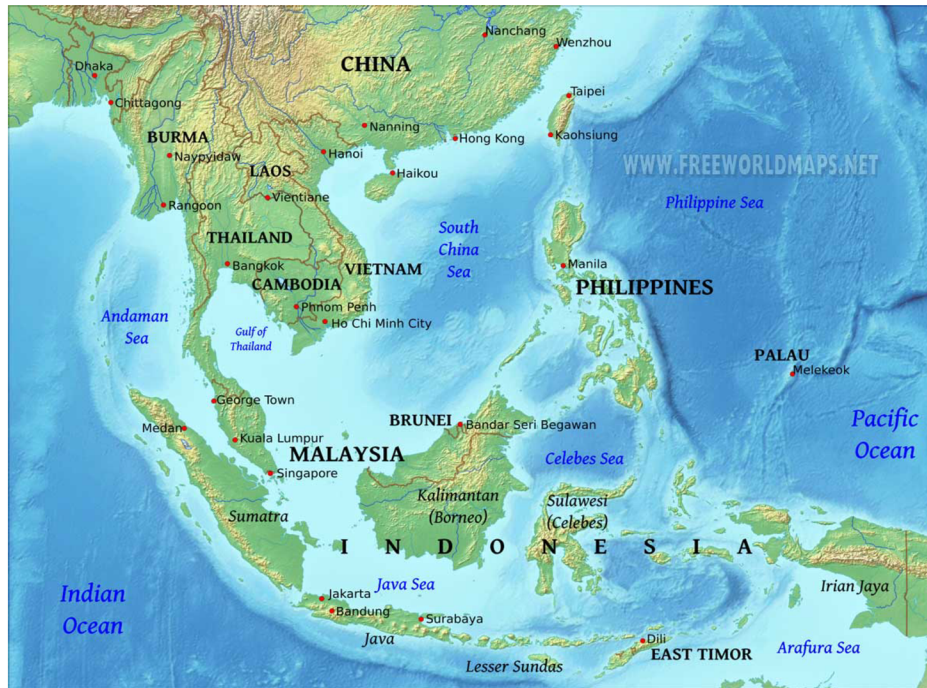 Nanchang
Wenzhou
CHINA
Dhaka
Taipei
Chittagong
Nanning
BURMA
Hong Kong
Kaohsiung
Naypyidaw
Hanoi
WWW.FREEWORLDMAPS.NET
LAOS
Haikou
Vientiane
Rangoon
Philippine Sea
South
China
Sea
THAILAND
Bangkok
VIETNAM
Manila
CAMBODIA
PHILIPPINES
Phnom Penh
Andaman
Sea
Ho Chi Minh City
Gulf of
Thailand
PALAU
Melekeok
George Town
BRUNEI
Bandar Seri Begawan
Pacific
Ocean
Medan
Kuala Lumpur
MALAYSIA
Celebes Sea
Singapore
Kalimantan
(Borneo)
Sulawesi
(Celebes)
Sumatra
INDONESIA
Java Sea
Irian Jaya
Indian
Ocean
Jakarta
Bandung
Surabaya
Java
Dili
EAST TIMOR
Arafura Sea
Lesser Sundas